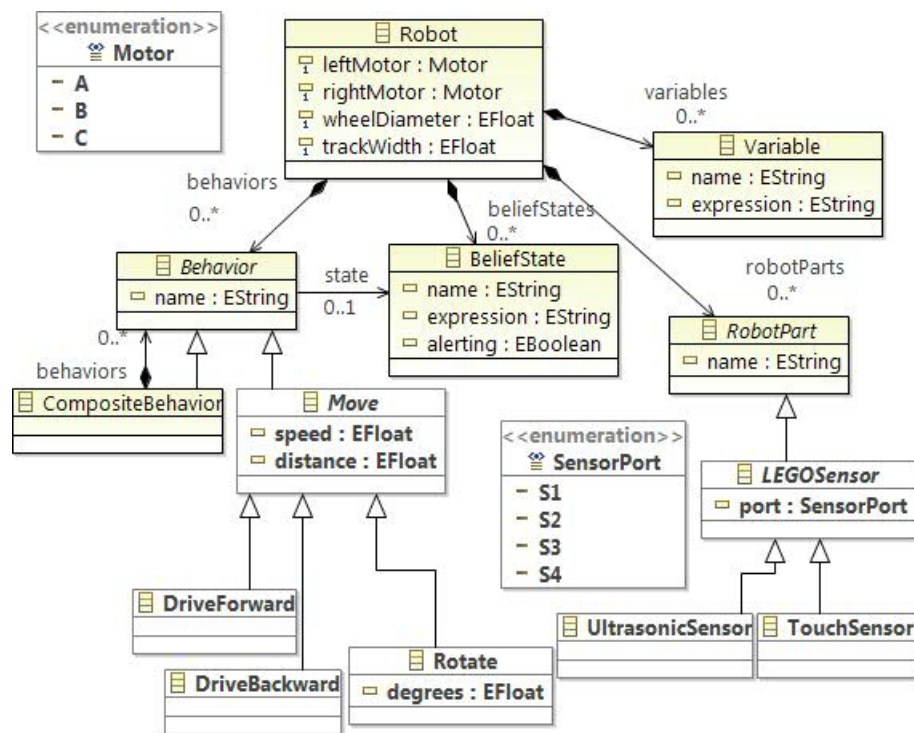 <<enumeration>>
Motor
A
B
C
Robot
leftMotor : Motor
rightMotor : Motor
wheelDiameter : EFloat
trackWidth : EFloat
variables
0..*
Variable
name : EString
expression : EString
behaviors
0..*
beliefStates
0..*
robotParts
0..*
Behavior
name : EString
state
0..1
BeliefState
name : EString
expression : EString
alerting : EBoolean
RobotPart
name : EString
0..*
behaviors
CompositeBehavior
Move
speed : EFloat
distance : EFloat
<<enumeration>>
SensorPort
S1
S2
S3
S4
LEGOSensor
port : SensorPort
DriveForward
DriveBackward
Rotate
degrees : EFloat
UltrasonicSensor
TouchSensor